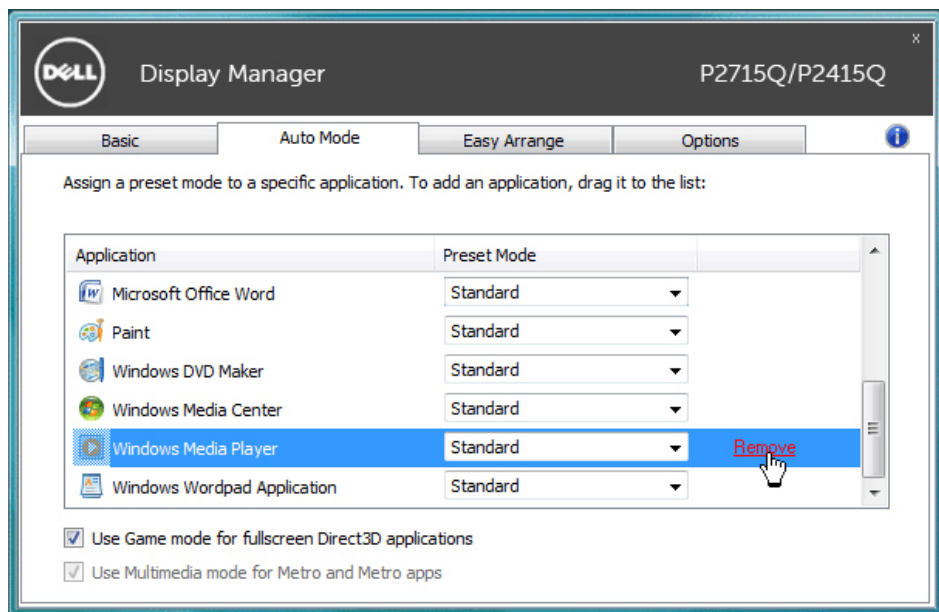 x
DELL Display Manager P2715Q/P2415Q
Basic Auto Mode Easy Arrange Options i
Assign a preset mode to a specific application. To add an application, drag it to the list:
Application Preset Mode
Microsoft Office Word Standard
Paint Standard
Windows DVD Maker Standard
Windows Media Center Standard
Windows Media Player Standard Remove
Windows Wordpad Application Standard
Use Game mode for fullscreen Direct3D applications
Use Multimedia mode for Metro and Metro apps